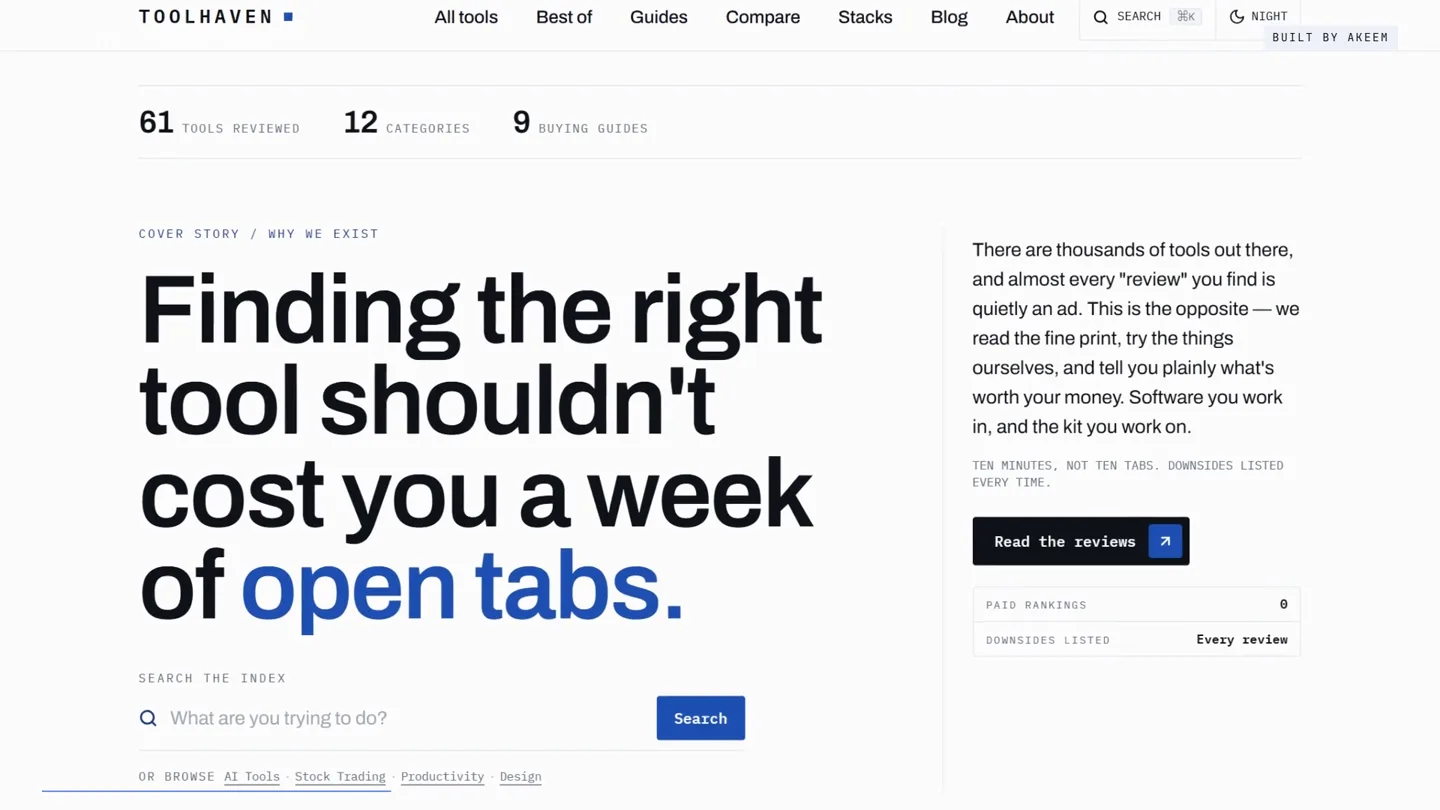 TOOLHAVEN
All tools Best of Guides Compare Stacks Blog About
SEARCH ⌘K NIGHT
BUILT BY AKEEM
61 TOOLS REVIEWED 12 CATEGORIES 9 BUYING GUIDES
COVER STORY / WHY WE EXIST
Finding the right
tool shouldn't
cost you a week
of open tabs.
SEARCH THE INDEX
What are you trying to do?
Search
OR BROWSE AI Tools · Stock Trading · Productivity · Design
There are thousands of tools out there,
and almost every "review" you find is
quietly an ad. This is the opposite — we
read the fine print, try the things
ourselves, and tell you plainly what's
worth your money. Software you work
in, and the kit you work on.
TEN MINUTES, NOT TEN TABS. DOWNSIDES LISTED
EVERY TIME.
Read the reviews
PAID RANKINGS 0
DOWNSIDES LISTED Every review